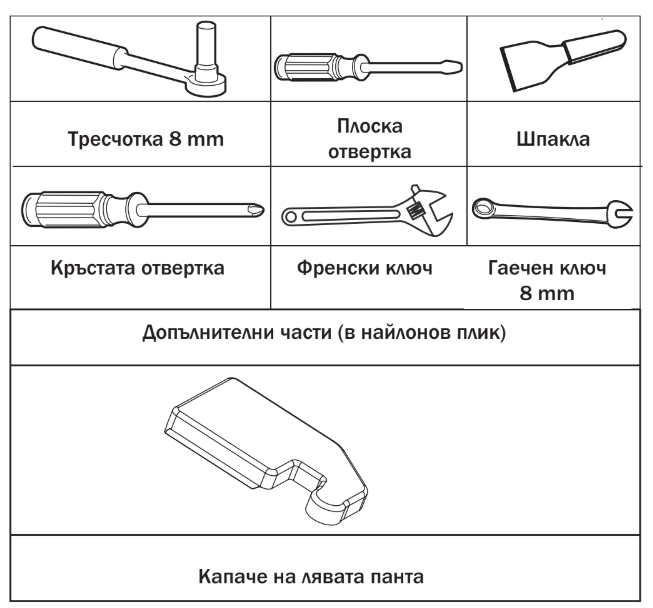 Тресчотка 8 mm
Плоска
отвертка
Шпакла
Кръстата отвертка
Френски ключ
Гаечен ключ
8 mm
Допълнителни части (в найлонов плик)
Капаче на лявата панта